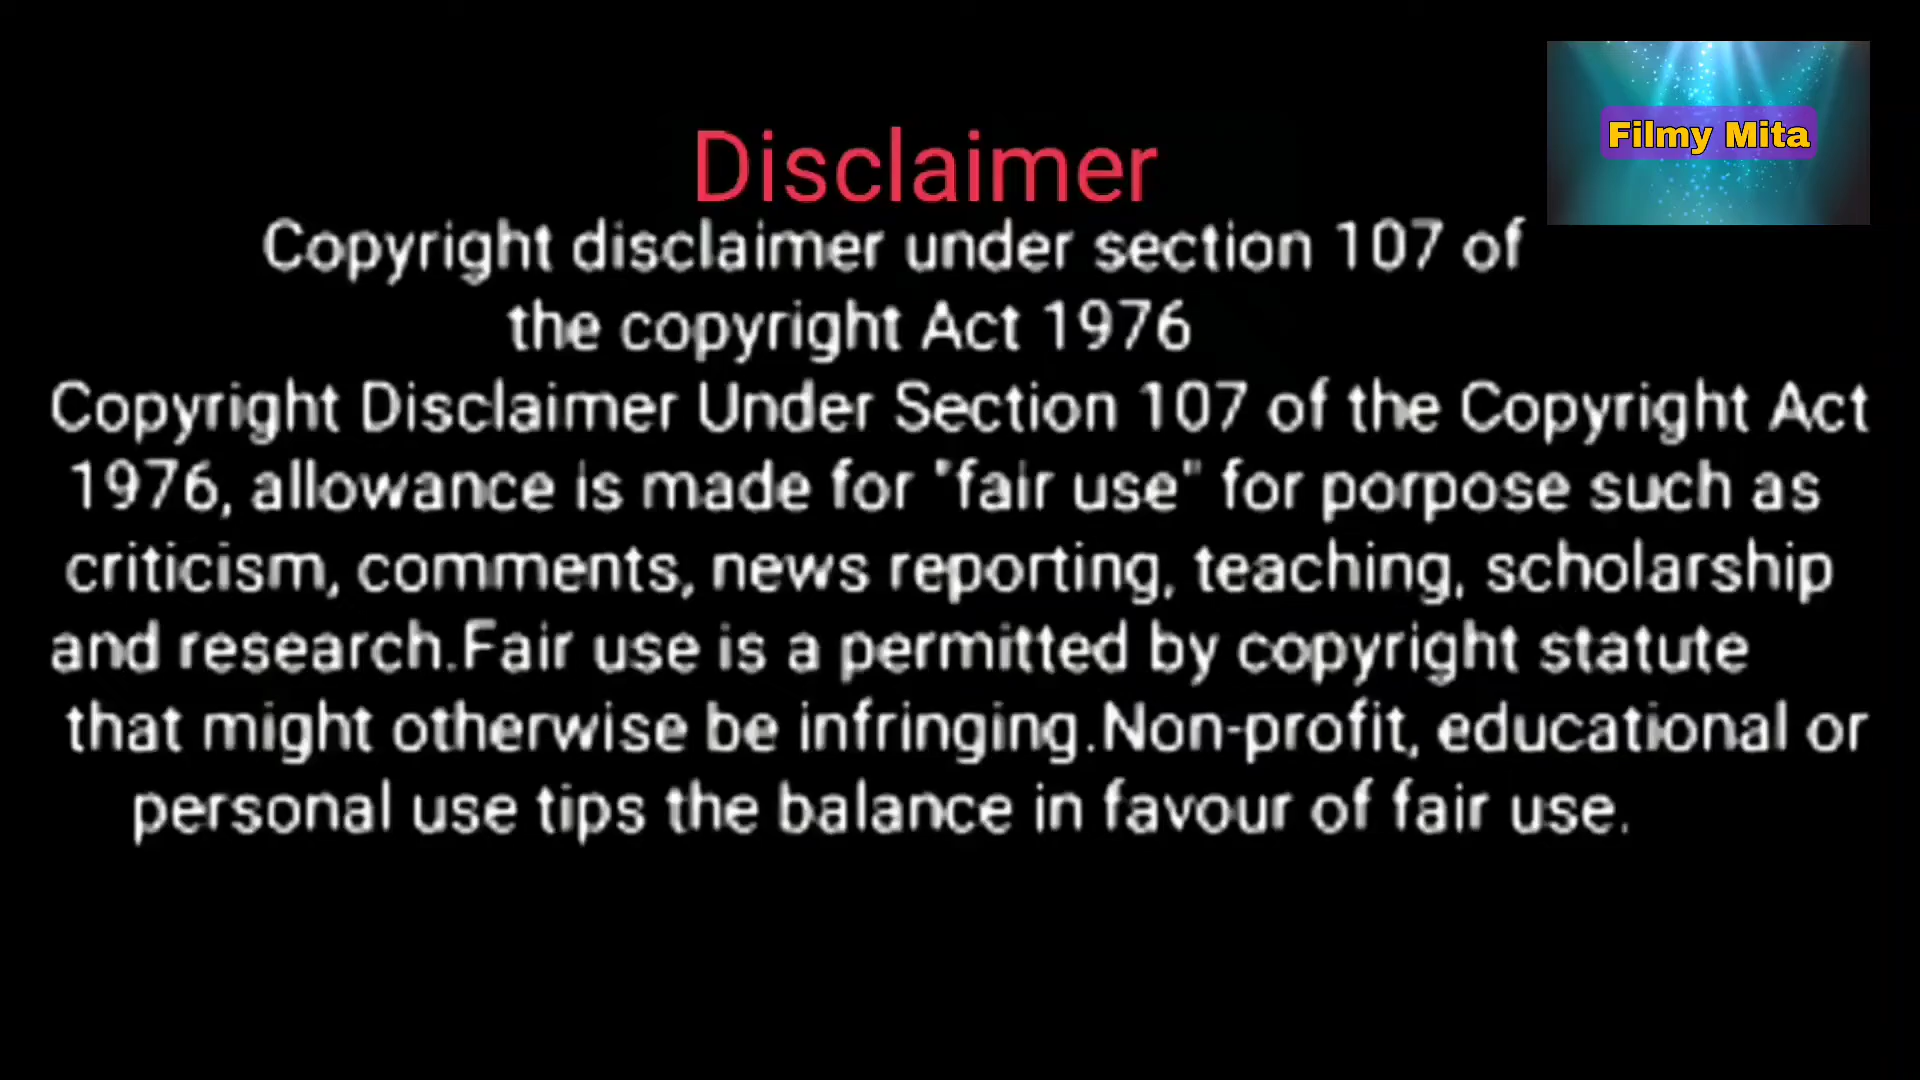 Filmy Mita
Disclaimer
Copyright disclaimer under section 107 of
the copyright Act 1976
Copyright Disclaimer Under Section 107 of the Copyright Act
1976, allowance is made for "fair use" for porpose such as
criticism, comments, news reporting, teaching, scholarship
and research.Fair use is a permitted by copyright statute
that might otherwise be infringing.Non-profit, educational or
personal use tips the balance in favour of fair use.